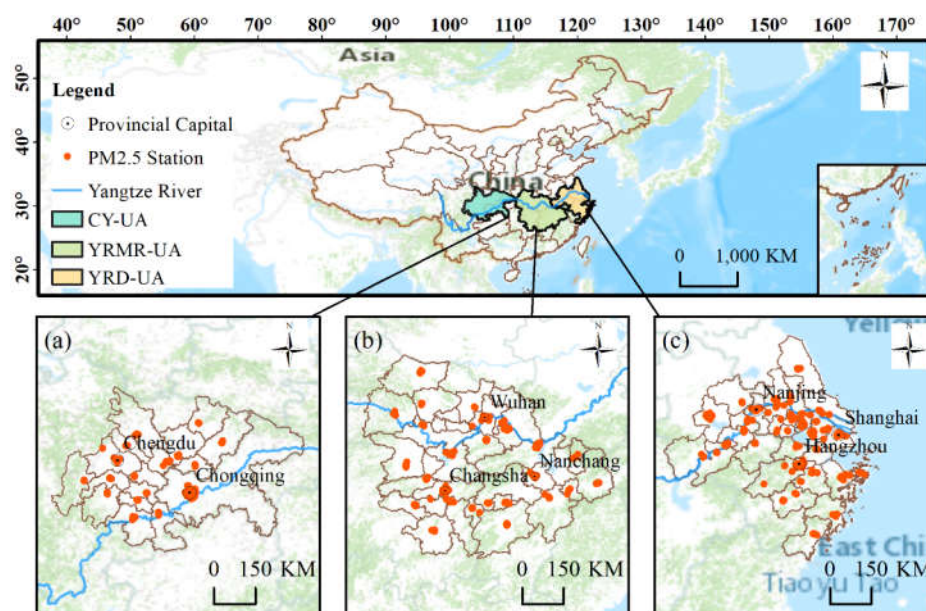 40 50 60 70 80 90 100 110 120 130 140 150 160 170
Asia
50°
40°
30°
20°
Legend
Provincial Capital
PM2.5 Station
Yangtze River
CY-UA
YRMR-UA
YRD-UA
N
China
0 1,000 KM
(a)
N
Chengdu
Chongqing
0 150 KM
(b)
N
Wuhan
Changsha
Nanchang
0 150 KM
(c)
N
Yellow
Nanjing
Shanghai
Hangzhou
East Chi
Tiao yu Tao
0 150 KM